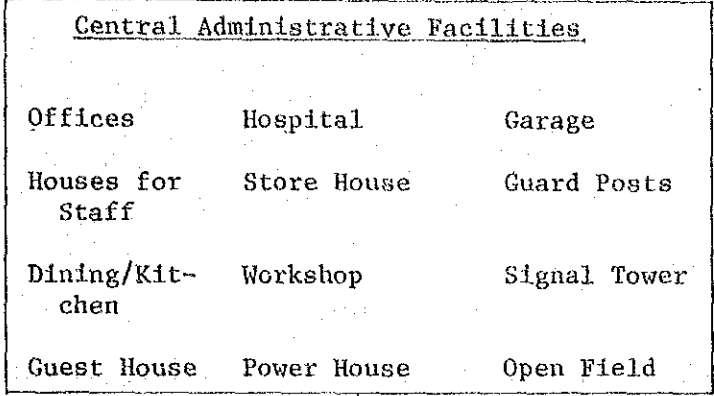 Central Administrative Facilities
Offices Hospital Garage
Houses for Store House Guard Posts
Staff
Dining/Kit- Workshop Signal Tower
chen
Guest House Power House Open Field